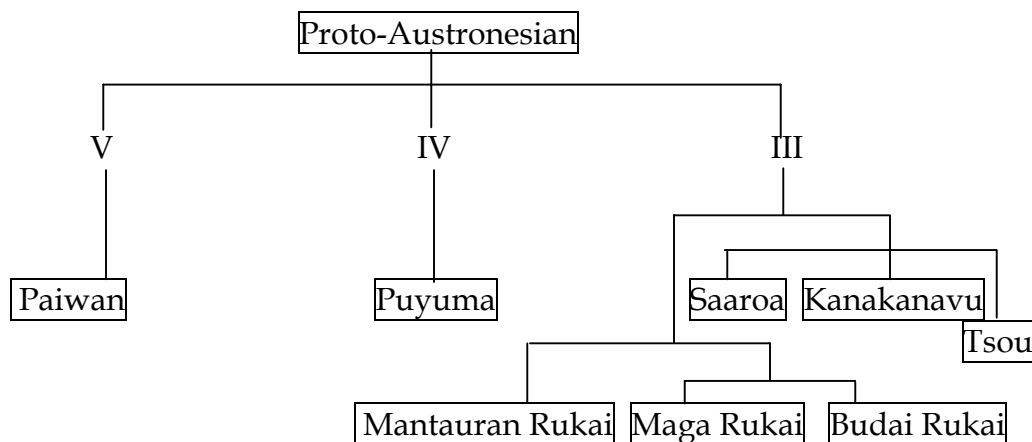 Proto-Austronesian
V IV III
Paiwan Puyuma Saaroa Kanakanavu
Tsou
Mantauran Rukai Maga Rukai Budai Rukai